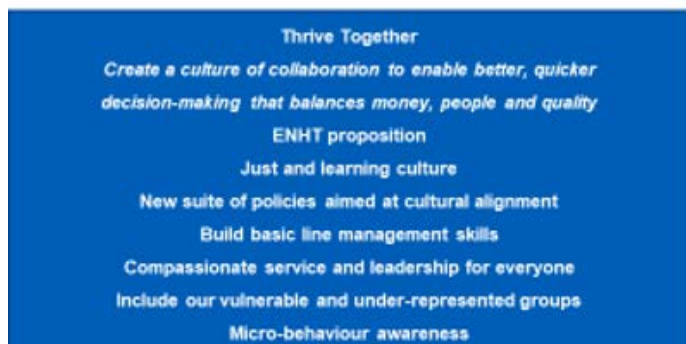 Thrive Together
Create a culture of collaboration to enable better, quicker
decision-making that balances money, people and quality
ENHT proposition
Just and learning culture
New suite of policies aimed at cultural alignment
Build basic line management skills
Compassionate service and leadership for everyone
Include our vulnerable and under-represented groups
Micro-behaviour awareness